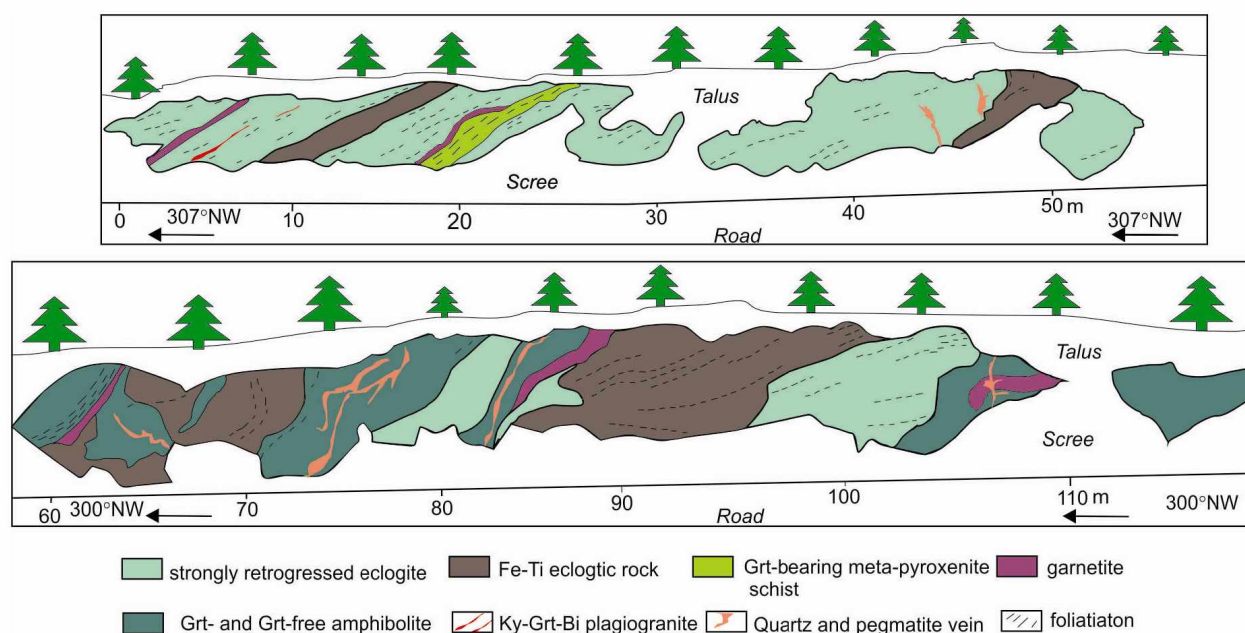 Talus
Scree
0 307°NW 10 20 30 40 50 m 307°NW
Road
Talus
Scree
60 300°NW 70 80 90 100 110 m 300°NW
Road
strongly retrogressed eclogite Fe-Ti eclogtic rock Grt-bearing meta-pyroxenite garnetite
schist
Grt- and Grt-free amphibolite Ky-Grt-Bi plagiogranite Quartz and pegmatite vein foliatiaton